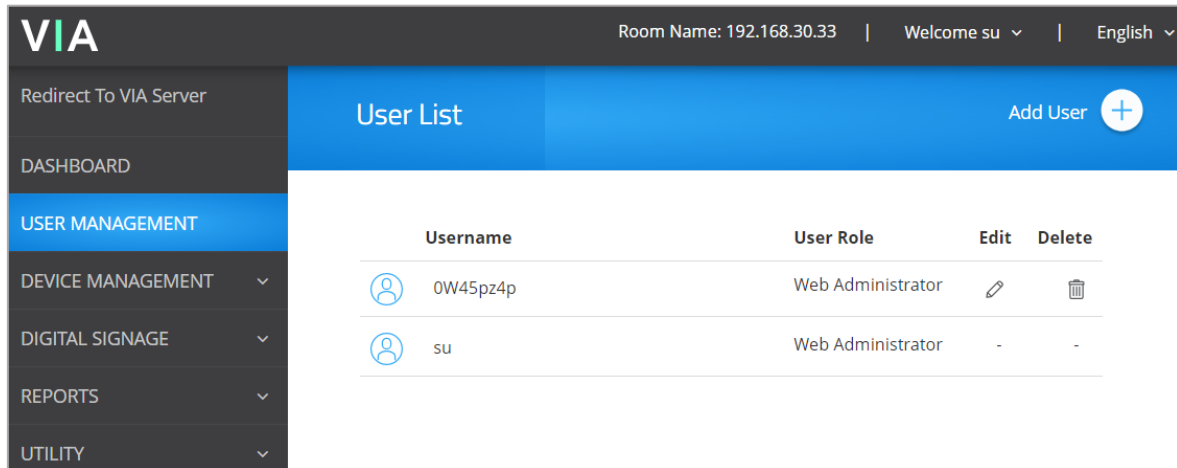 VIA
Room Name: 192.168.30.33 | Welcome su | English
Redirect To VIA Server
User List
Add User
DASHBOARD
USER MANAGEMENT
Username User Role Edit Delete
DEVICE MANAGEMENT
0W45pz4p Web Administrator
DIGITAL SIGNAGE
su Web Administrator - -
REPORTS
UTILITY